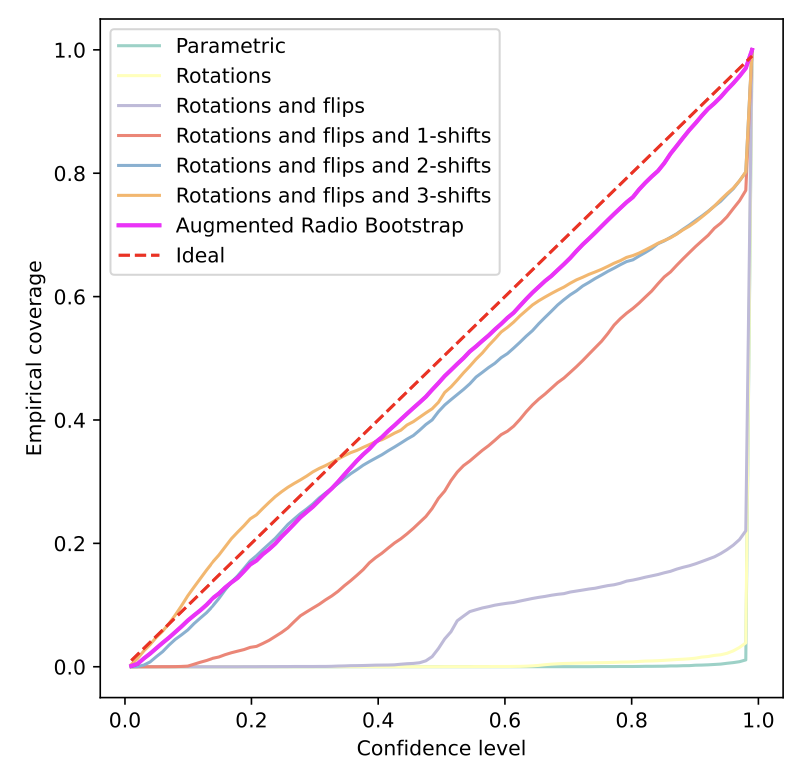 Parametric
Rotations
Rotations and flips
Rotations and flips and 1-shifts
Rotations and flips and 2-shifts
Rotations and flips and 3-shifts
Augmented Radio Bootstrap
Ideal
1.0
0.8
0.6
0.4
0.2
0.0
Empirical coverage
0.0 0.2 0.4 0.6 0.8 1.0
Confidence level